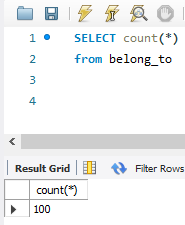 1 SELECT count(*)
2 from belong_to
3
4
Result Grid Filter Rows
count(*)
100